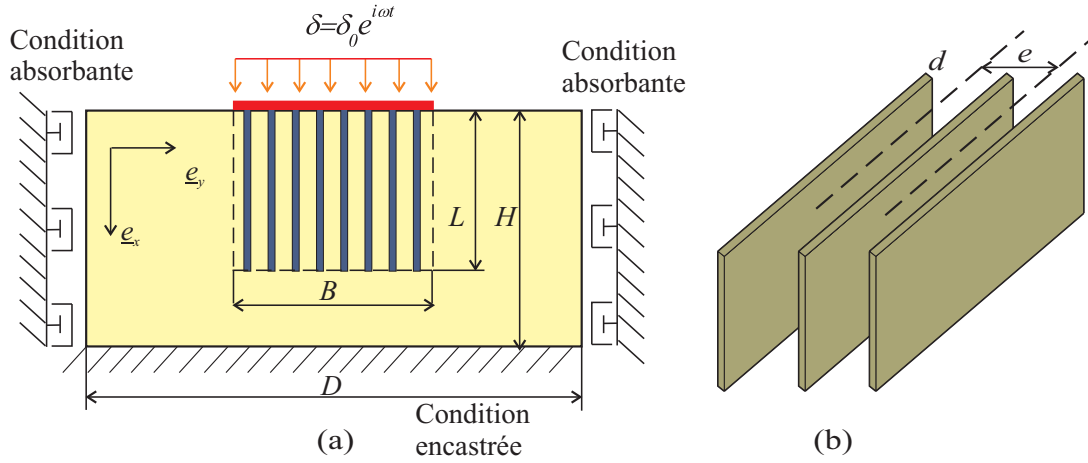 δ=δ₀e^{iωt}
Condition
absorbante
Condition
absorbante
e_y
e_x
L
H
B
D
Condition
encastrée
(a)
d
e
(b)